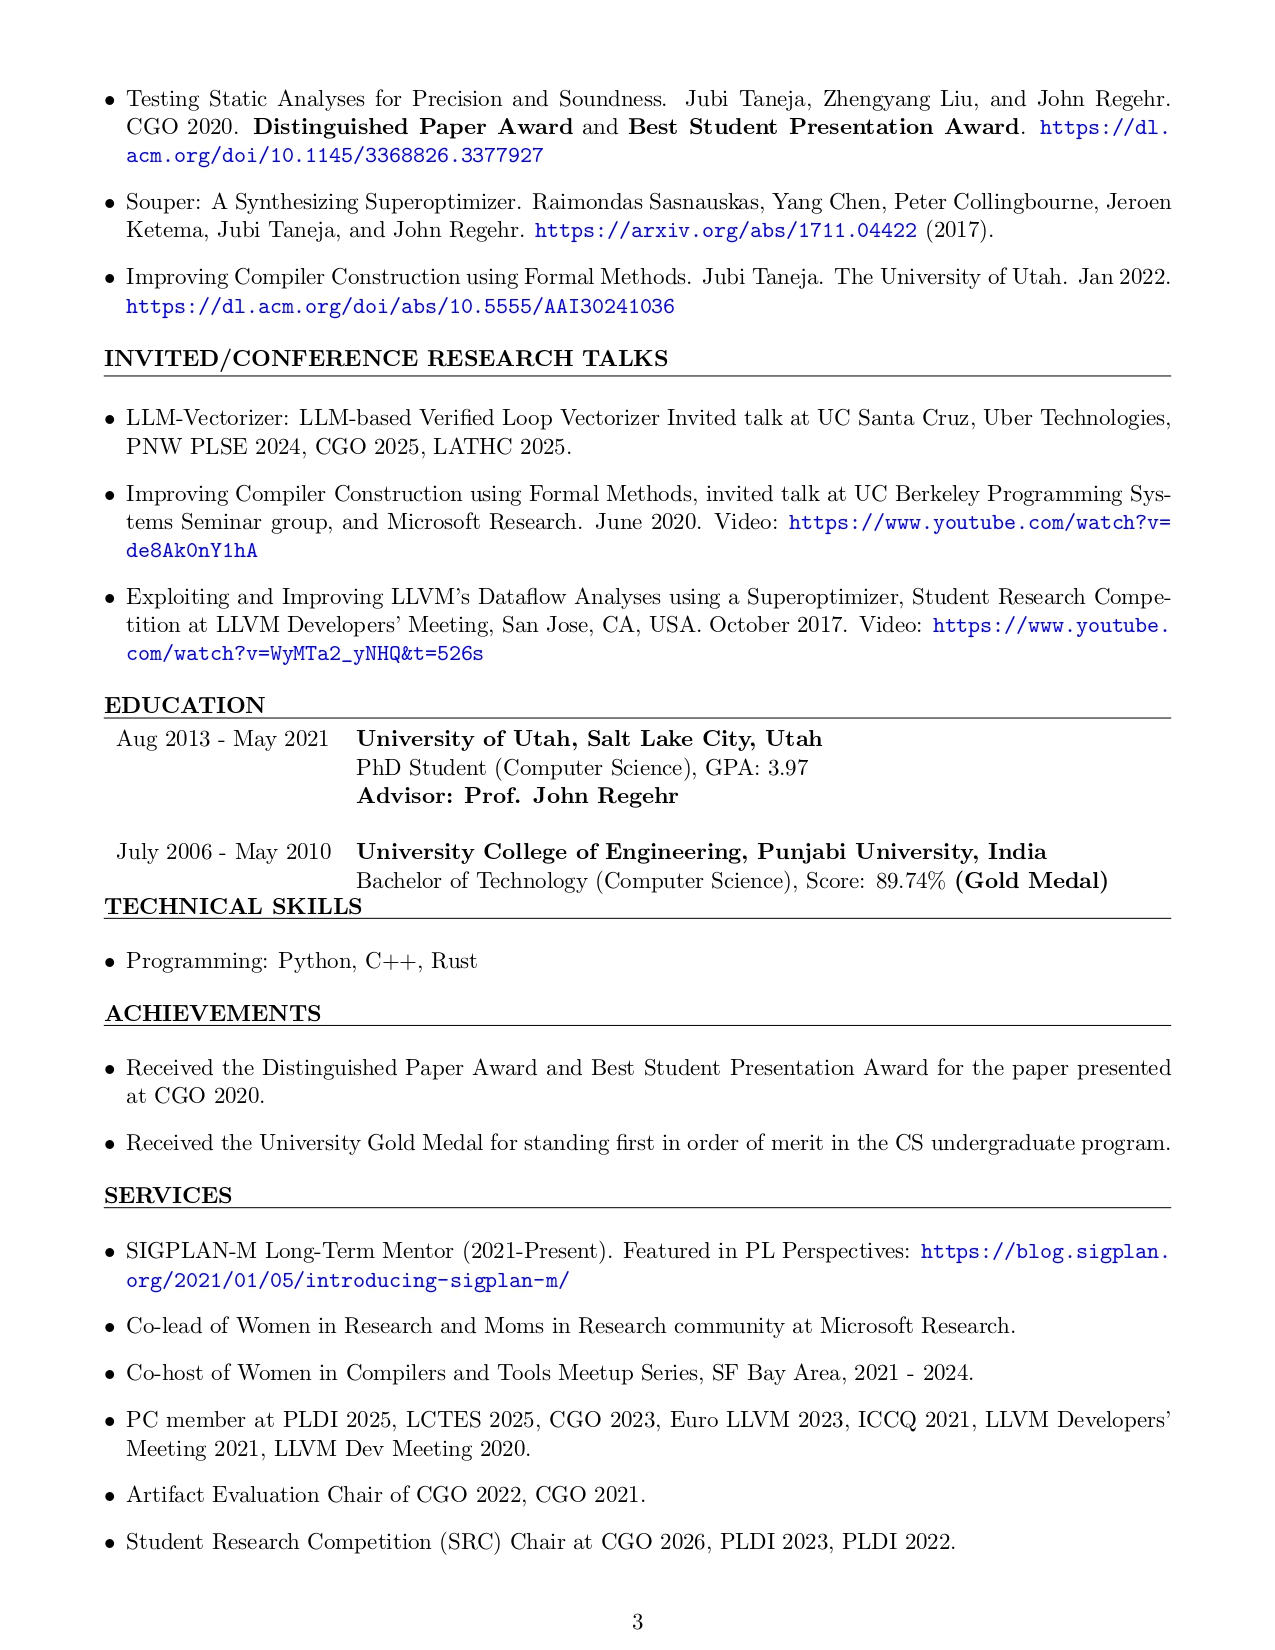 • Testing Static Analyses for Precision and Soundness. Jubi Taneja, Zhengyang Liu, and John Regehr.
CGO 2020. Distinguished Paper Award and Best Student Presentation Award. https://dl.
acm.org/doi/10.1145/3368826.3377927
• Souper: A Synthesizing Superoptimizer. Raimondas Sasnauskas, Yang Chen, Peter Collingbourne, Jeroen
Ketema, Jubi Taneja, and John Regehr. https://arxiv.org/abs/1711.04422 (2017).
• Improving Compiler Construction using Formal Methods. Jubi Taneja. The University of Utah. Jan 2022.
https://dl.acm.org/doi/abs/10.5555/AAI30241036
INVITED/CONFERENCE RESEARCH TALKS
• LLM-Vectorizer: LLM-based Verified Loop Vectorizer Invited talk at UC Santa Cruz, Uber Technologies,
PNW PLSE 2024, CGO 2025, LATHC 2025.
• Improving Compiler Construction using Formal Methods, invited talk at UC Berkeley Programming Sys-
tems Seminar group, and Microsoft Research. June 2020. Video: https://www.youtube.com/watch?v=
de8Ak0nY1hA
• Exploiting and Improving LLVM's Dataflow Analyses using a Superoptimizer, Student Research Compe-
tition at LLVM Developers' Meeting, San Jose, CA, USA. October 2017. Video: https://www.youtube.
com/watch?v=WyMTa2_yNHQ&t=526s
EDUCATION
Aug 2013 - May 2021 University of Utah, Salt Lake City, Utah
PhD Student (Computer Science), GPA: 3.97
Advisor: Prof. John Regehr
July 2006 - May 2010 University College of Engineering, Punjabi University, India
Bachelor of Technology (Computer Science), Score: 89.74% (Gold Medal)
TECHNICAL SKILLS
• Programming: Python, C++, Rust
ACHIEVEMENTS
• Received the Distinguished Paper Award and Best Student Presentation Award for the paper presented
at CGO 2020.
• Received the University Gold Medal for standing first in order of merit in the CS undergraduate program.
SERVICES
• SIGPLAN-M Long-Term Mentor (2021-Present). Featured in PL Perspectives: https://blog.sigplan.
org/2021/01/05/introducing-sigplan-m/
• Co-lead of Women in Research and Moms in Research community at Microsoft Research.
• Co-host of Women in Compilers and Tools Meetup Series, SF Bay Area, 2021 - 2024.
• PC member at PLDI 2025, LCTES 2025, CGO 2023, Euro LLVM 2023, ICCQ 2021, LLVM Developers'
Meeting 2021, LLVM Dev Meeting 2020.
• Artifact Evaluation Chair of CGO 2022, CGO 2021.
• Student Research Competition (SRC) Chair at CGO 2026, PLDI 2023, PLDI 2022.
3